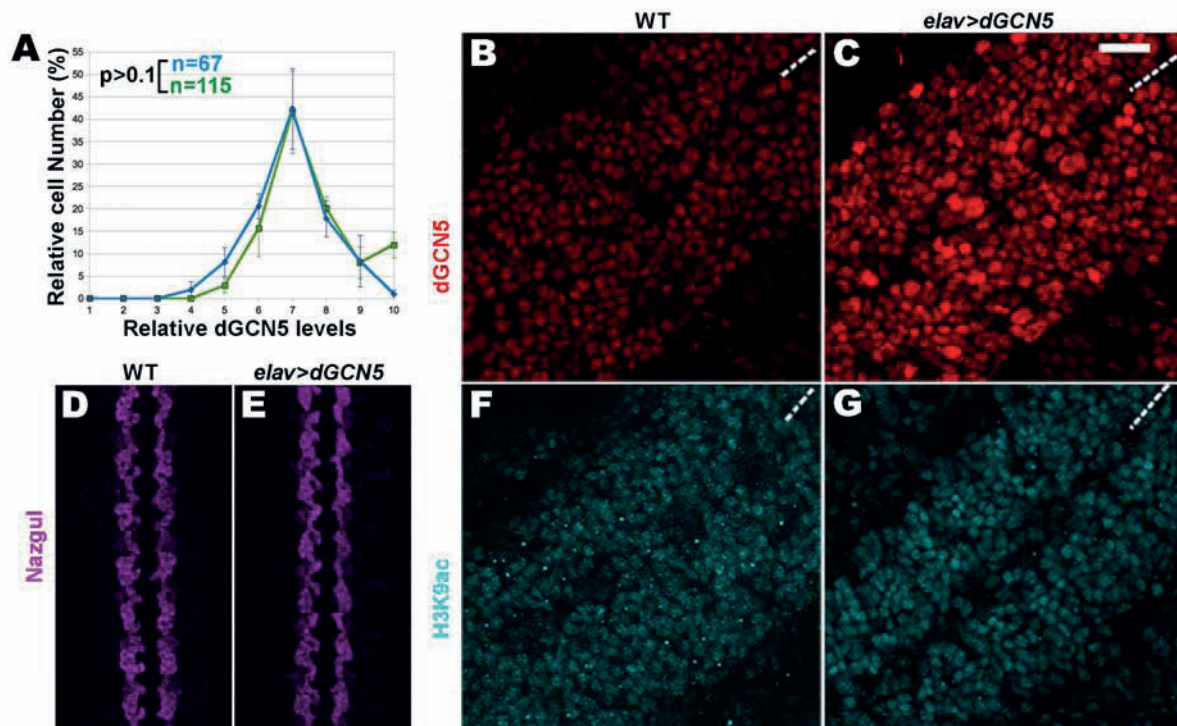 A
p>0.1
n=67
n=115
Relative cell Number (%)
55
50
45
40
35
30
25
20
15
10
5
0
1 2 3 4 5 6 7 8 9 10
Relative dGCN5 levels
WT
elav>dGCN5
B
C
dGCN5
WT
elav>dGCN5
D
E
Nazgul
F
G
H3K9ac